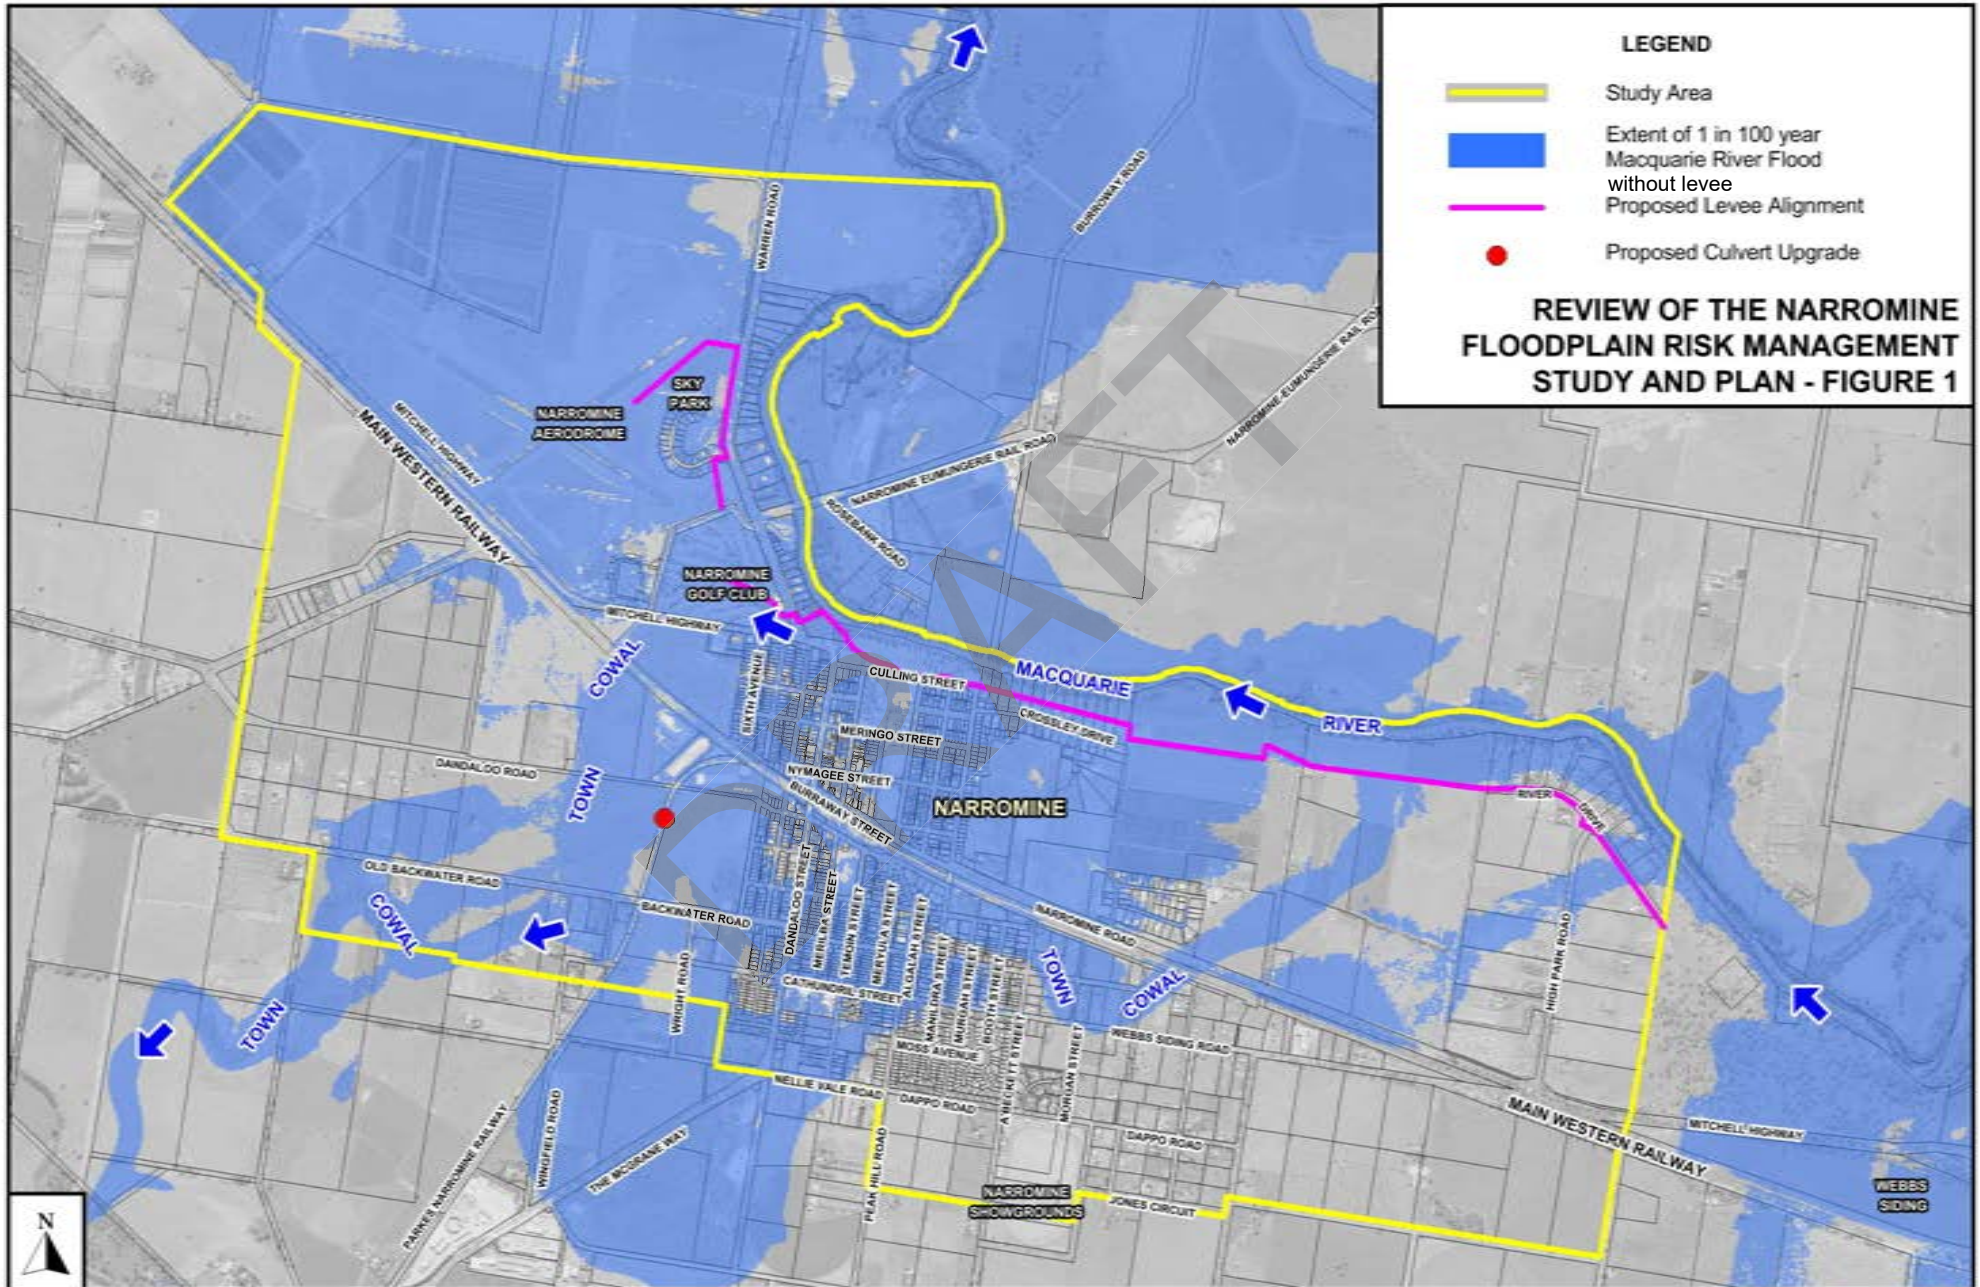 LEGEND
Study Area
Extent of 1 in 100 year
Macquarie River Flood
without levee
Proposed Levee Alignment
Proposed Culvert Upgrade
REVIEW OF THE NARROMINE
FLOODPLAIN RISK MANAGEMENT
STUDY AND PLAN - FIGURE 1
BURROWAY ROAD
WARREN ROAD
NARROMINE-EUMUNGERIE RAIL ROAD
SKY
PARK
NARROMINE
AERODROME
MITCHELL HIGHWAY
MAIN WESTERN RAILWAY
NARROMINE EUMUNGERIE RAIL ROAD
ROSEBANK ROAD
NARROMINE
GOLF CLUB
MITCHELL HIGHWAY
COWAL
SIXTH AVENUE
CULLING STREET
MACQUARIE
RIVER
CROSSLEY DRIVE
MERINGO STREET
DANDALOO ROAD
TOWN
NYMAGEE STREET
BURRAWAY STREET
NARROMINE
RIVER
DRIVE
OLD BACKWATER ROAD
COWAL
BACKWATER ROAD
DANDALOO STREET
MERILBA STREET
TEMOIN STREET
MERYULA STREET
ALGALAH STREET
MANILDRA STREET
MURGAH STREET
BOOTH STREET
NARROMINE ROAD
HIGH PARK ROAD
CATHUNDRIL STREET
TOWN
COWAL
WRIGHT ROAD
TOWN
MOSS AVENUE
A'BECKETT STREET
MORGAN STREET
WEBBS SIDING ROAD
NELLIE VALE ROAD
DAPPO ROAD
DAPPO ROAD
MAIN WESTERN RAILWAY
MITCHELL HIGHWAY
PARKES NARROMINE RAILWAY
WINGFIELD ROAD
THE MCGRANE WAY
PEAK HILL ROAD
NARROMINE
SHOWGROUNDS
JONES CIRCUIT
WEBBS
SIDING
N
DRAFT